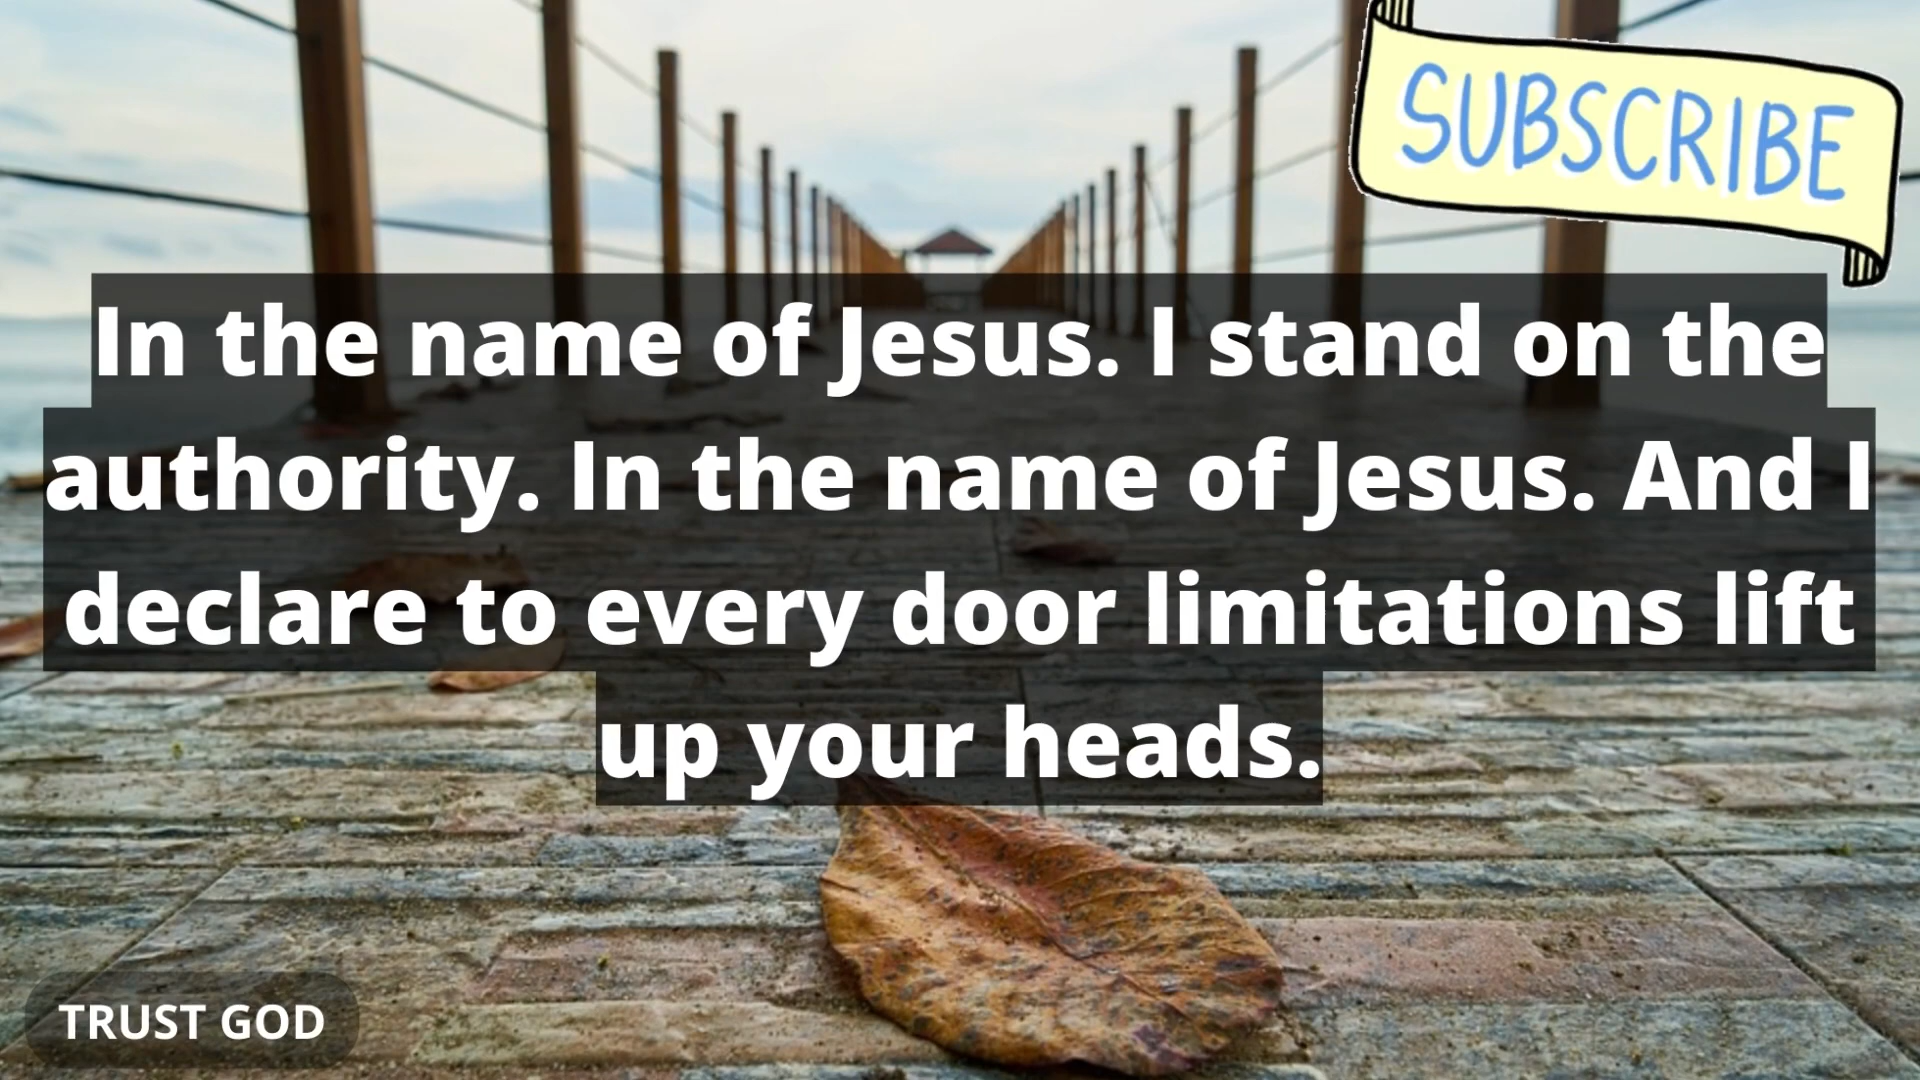 SUBSCRIBE
In the name of Jesus. I stand on the
authority. In the name of Jesus. And I
declare to every door limitations lift
up your heads.
TRUST GOD